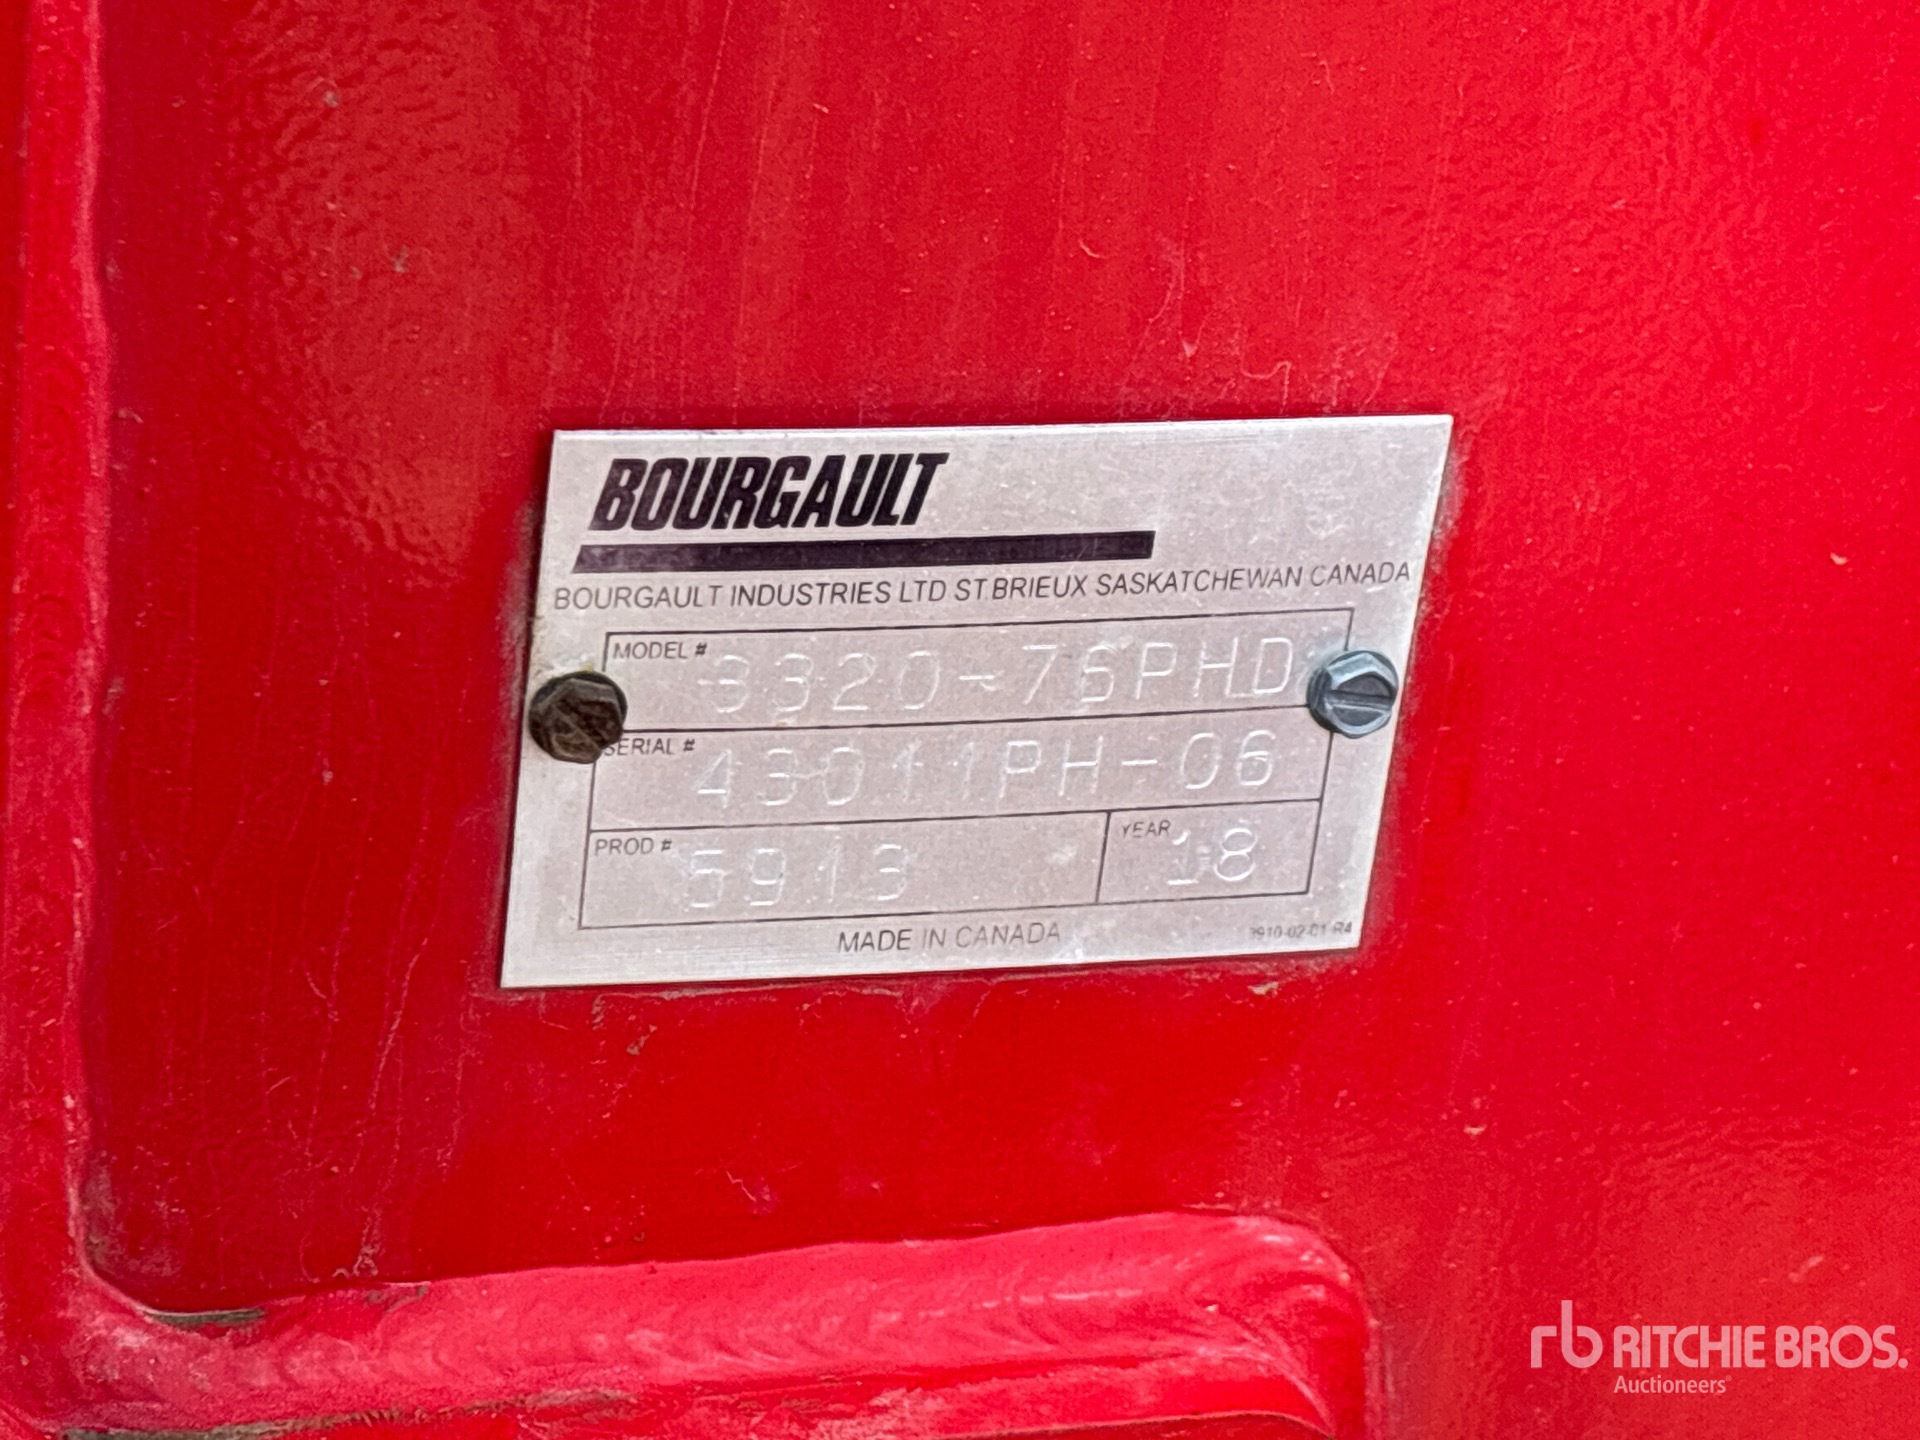 BOURGAULT
BOURGAULT INDUSTRIES LTD ST BRIEUX SASKATCHEWAN CANADA
MODEL # 3320-76PHD
SERIAL # 43011PH-06
PROD # 5913 YEAR 18
MADE IN CANADA
rb RITCHIE BROS.
Auctioneers